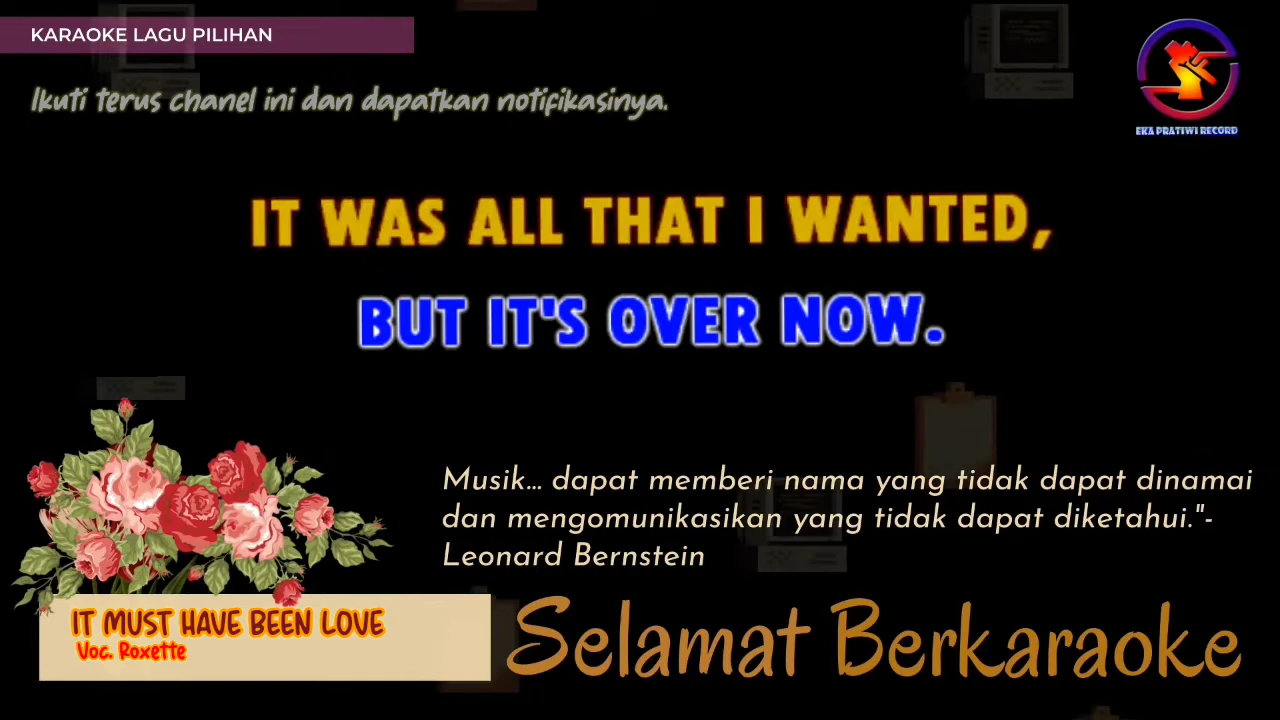 KARAOKE LAGU PILIHAN
Ikuti terus chanel ini dan dapatkan notifikasinya.
EKA PRATIWI RECORD
IT WAS ALL THAT I WANTED,
BUT IT'S OVER NOW.
Musik... dapat memberi nama yang tidak dapat dinamai
dan mengomunikasikan yang tidak dapat diketahui."-
Leonard Bernstein
IT MUST HAVE BEEN LOVE
Voc. Roxette
Selamat Berkaraoke